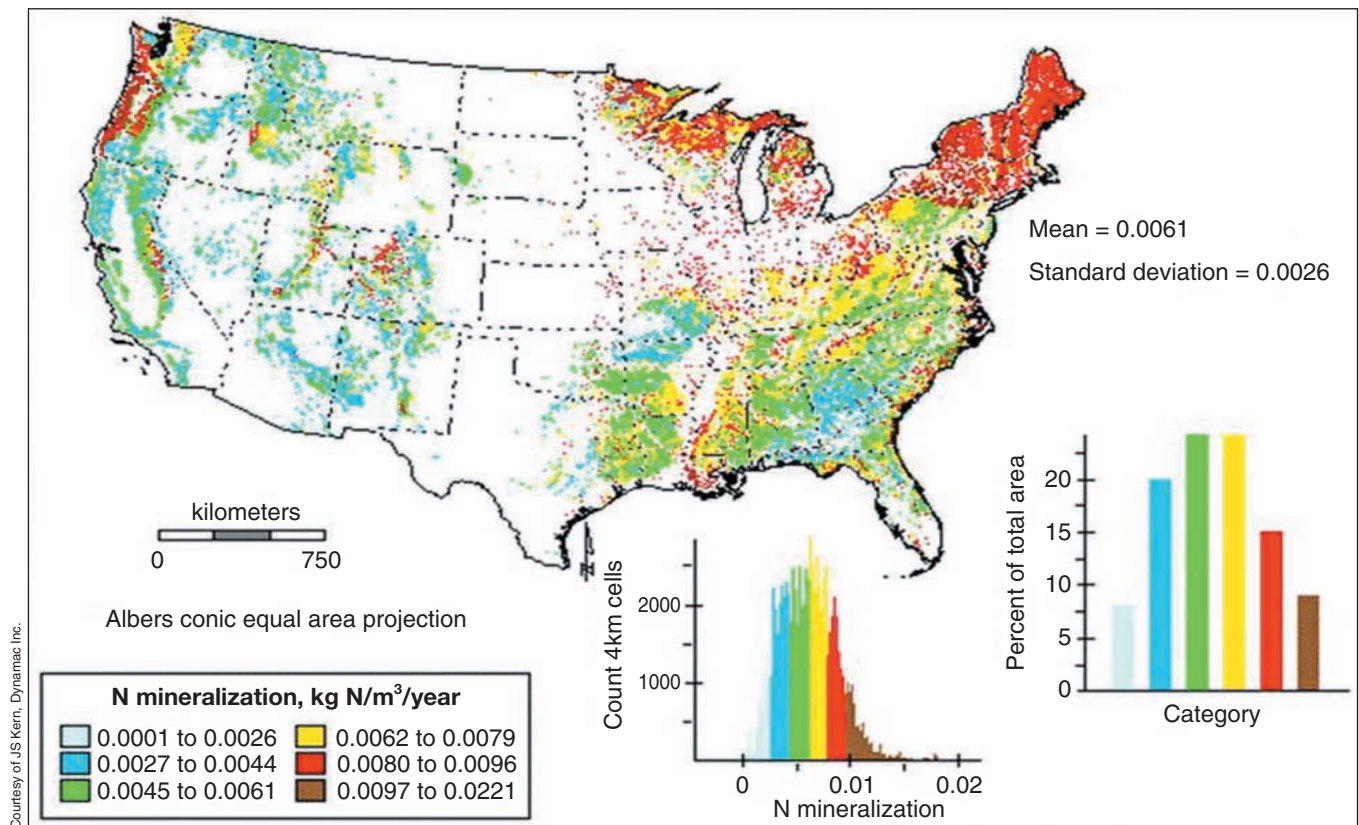 Mean = 0.0061
Standard deviation = 0.0026
kilometers
0 750
Albers conic equal area projection
N mineralization, kg N/m³/year
0.0001 to 0.0026
0.0027 to 0.0044
0.0045 to 0.0061
0.0062 to 0.0079
0.0080 to 0.0096
0.0097 to 0.0221
Count 4km cells
2000
1000
0 0.01 0.02
N mineralization
Percent of total area
20
15
10
5
0
Category
Courtesy of JS Kern, Dynamac Inc.